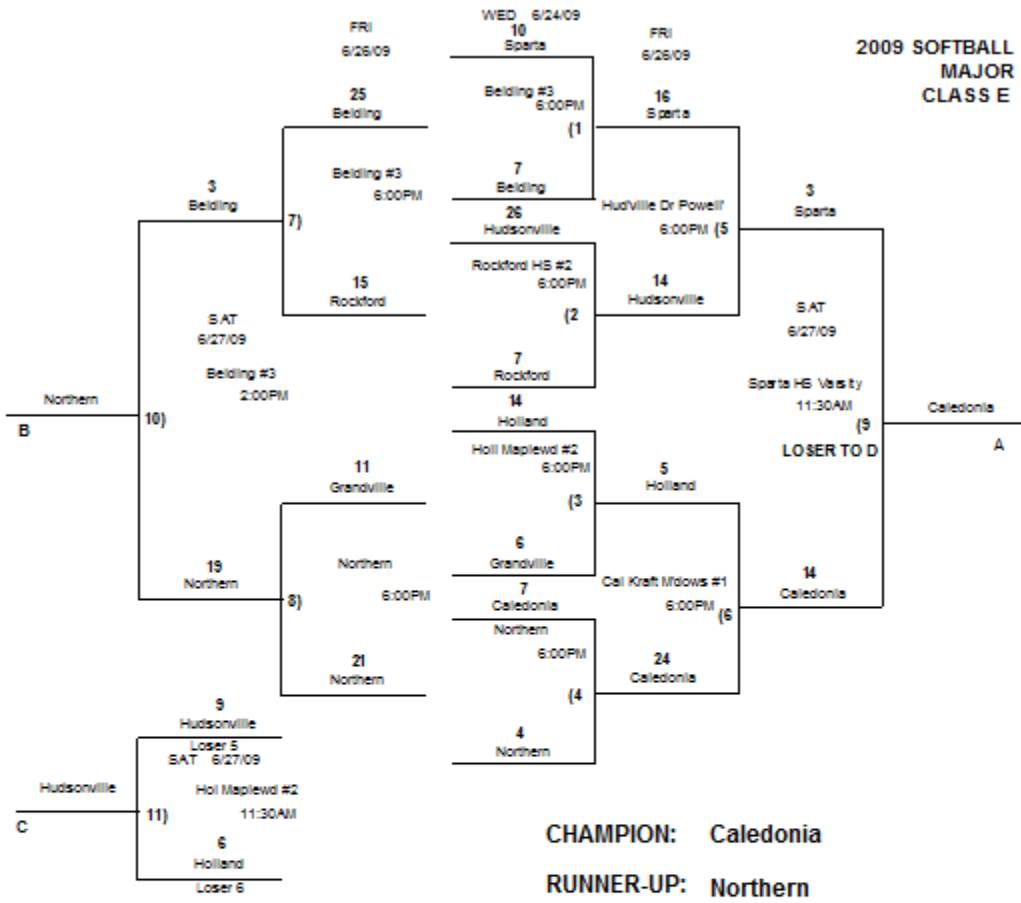 WED 6/24/09
FRI
6/26/09
10
Sparta
FRI
6/26/09
2009 SOFTBALL
MAJOR
CLASS E
25
Belding
Belding #3
6:00PM
(1
16
Sparta
Belding #3
6:00PM
7
Belding
3
Belding
7)
26
Hudsonville
Hud'ville Dr Powell'
6:00PM (5
3
Sparta
15
Rockford
Rockford HS #2
6:00PM
(2
14
Hudsonville
SAT
6/27/09
Belding #3
2:00PM
7
Rockford
SAT
6/27/09
Sparta HS Varsity
11:30AM
(9
LOSER TO D
Northern
B
10)
14
Holland
Caledonia
A
11
Grandville
Holl Maplewd #2
6:00PM
(3
5
Holland
6
Grandville
19
Northern
8)
Northern
6:00PM
7
Caledonia
Cal Kraft M'dows #1
6:00PM
(6
14
Caledonia
21
Northern
Northern
6:00PM
(4
24
Caledonia
4
Northern
9
Hudsonville
Loser 5
SAT 6/27/09
Hudsonville
C
11)
Hol Maplewd #2
11:30AM
6
Holland
Loser 6
CHAMPION: Caledonia
RUNNER-UP: Northern